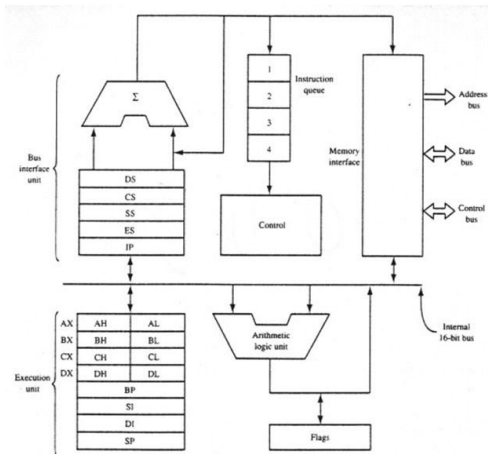 1
Instruction
queue
2
3
4
Σ
Memory
interface
Address
bus
Data
bus
Control
bus
Bus
interface
unit
DS
CS
SS
ES
IP
Control
Internal
16-bit bus
AX AH AL
BX BH BL
CX CH CL
DX DH DL
BP
SI
DI
SP
Execution
unit
Arithmetic
logic unit
Flags